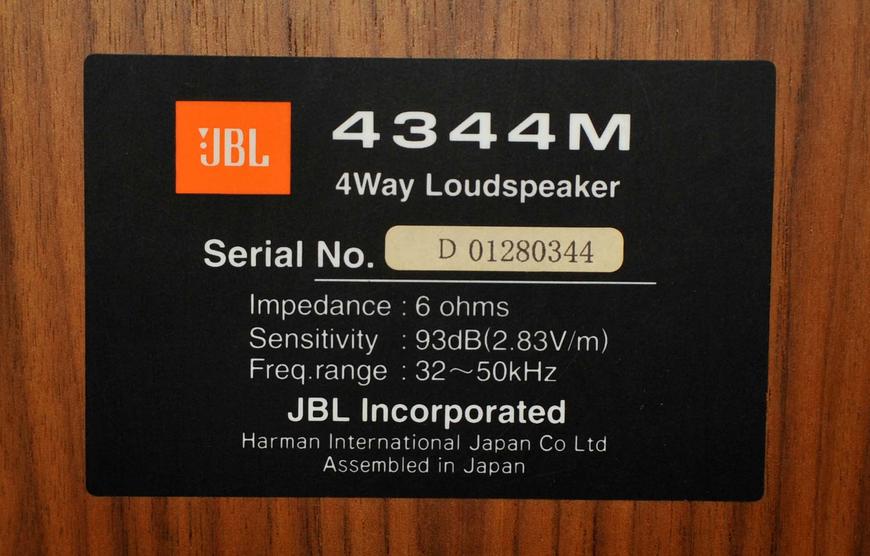 JBL
4344M
4Way Loudspeaker
Serial No. D 01280344
Impedance : 6 ohms
Sensitivity : 93dB(2.83V/m)
Freq.range : 32～50kHz
JBL Incorporated
Harman International Japan Co Ltd
Assembled in Japan